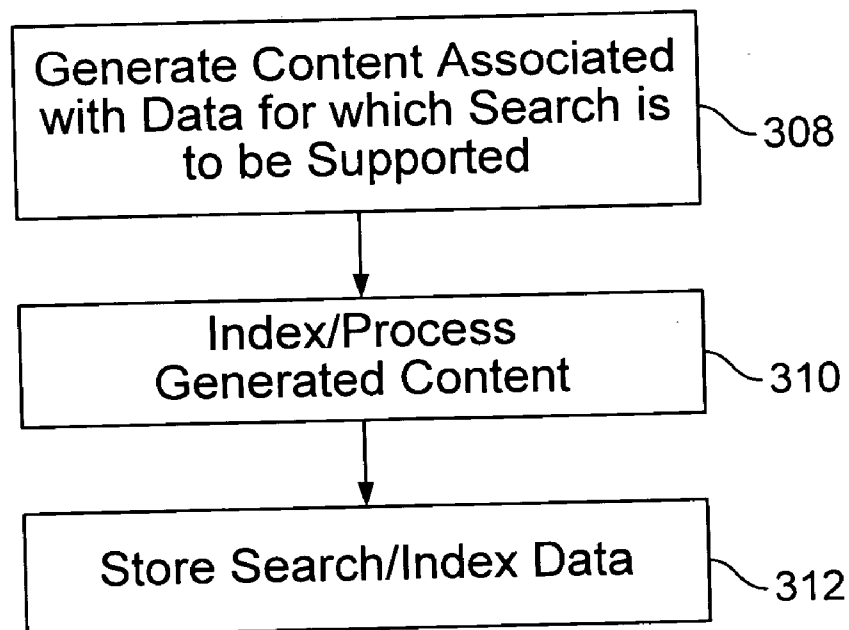 Generate Content Associated
with Data for which Search is
to be Supported
308
Index/Process
Generated Content
310
Store Search/Index Data
312